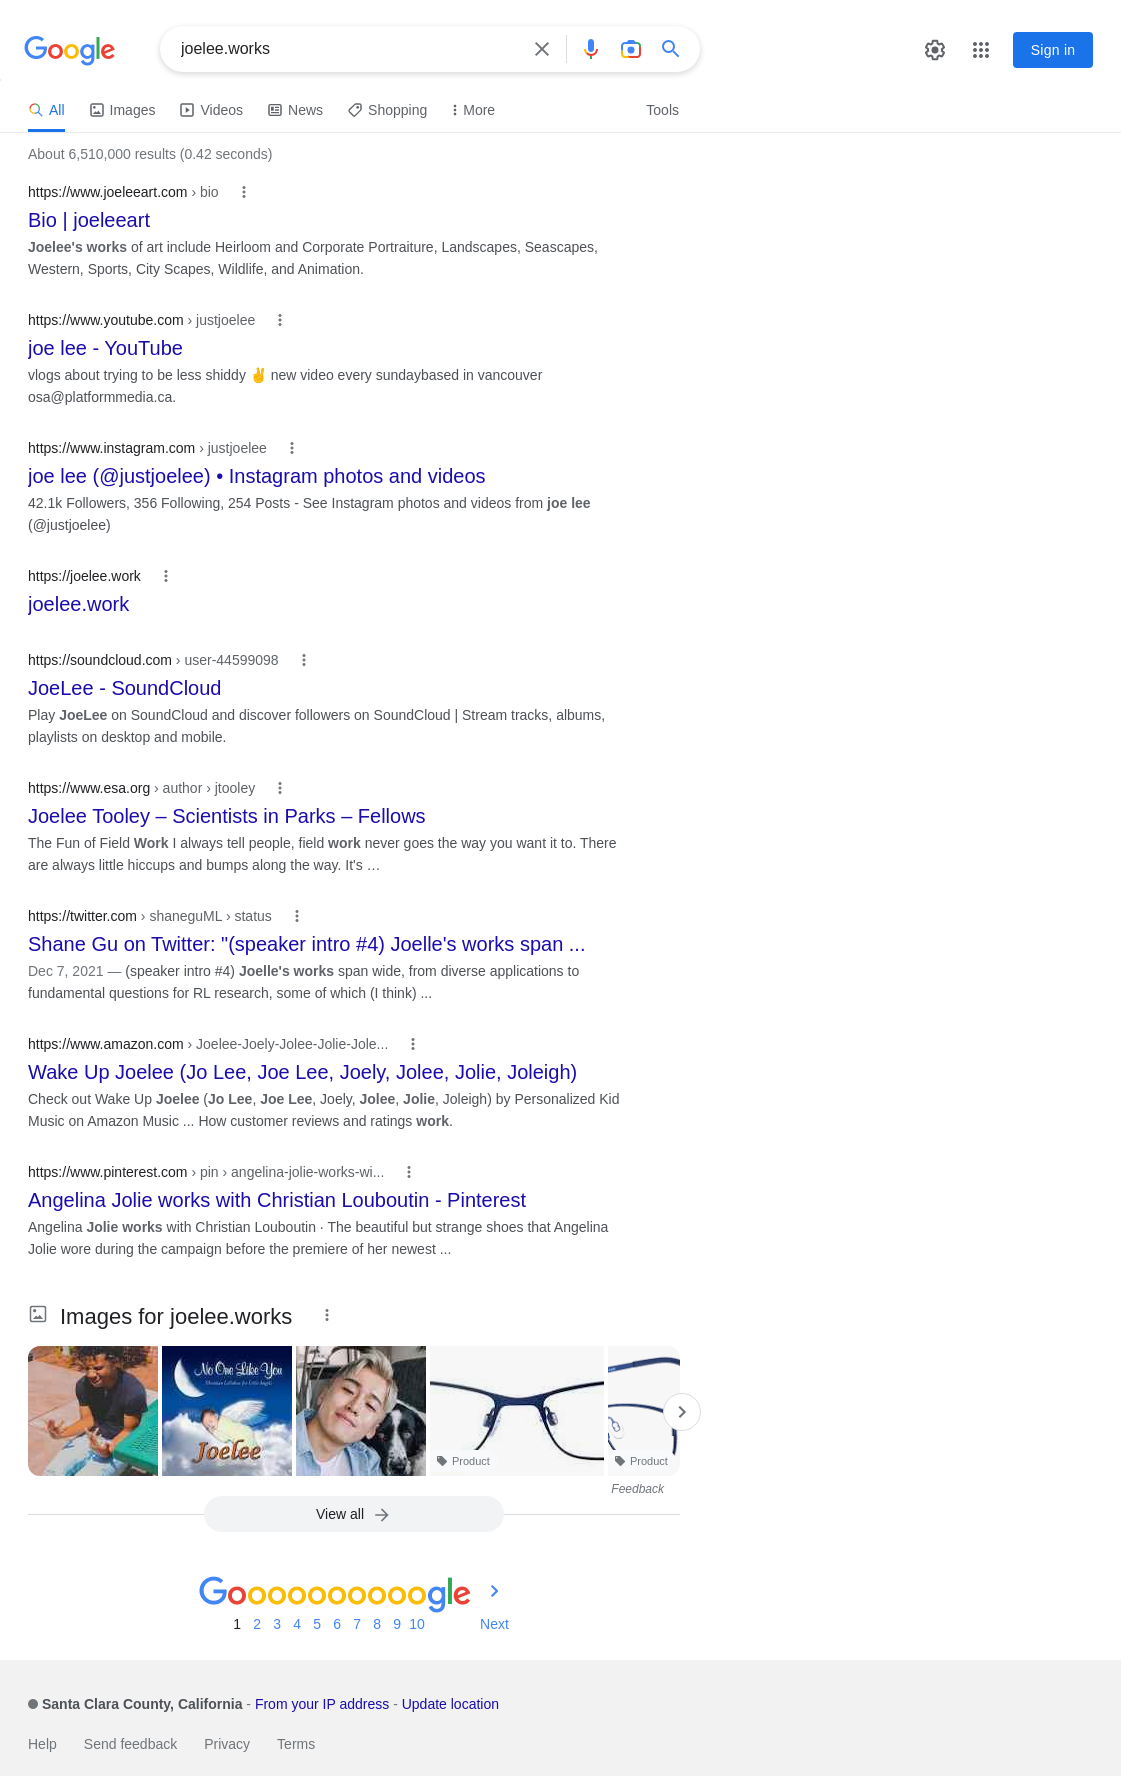 Google
joelee.works
Sign in
All
Images
Videos
News
Shopping
More
Tools
About 6,510,000 results (0.42 seconds)
https://www.joeleeart.com › bio
Bio | joeleeart
Joelee's works of art include Heirloom and Corporate Portraiture, Landscapes, Seascapes,
Western, Sports, City Scapes, Wildlife, and Animation.
https://www.youtube.com › justjoelee
joe lee - YouTube
vlogs about trying to be less shiddy ✌ new video every sundaybased in vancouver
osa@platformmedia.ca.
https://www.instagram.com › justjoelee
joe lee (@justjoelee) • Instagram photos and videos
42.1k Followers, 356 Following, 254 Posts - See Instagram photos and videos from joe lee
(@justjoelee)
https://joelee.work
joelee.work
https://soundcloud.com › user-44599098
JoeLee - SoundCloud
Play JoeLee on SoundCloud and discover followers on SoundCloud | Stream tracks, albums,
playlists on desktop and mobile.
https://www.esa.org › author › jtooley
Joelee Tooley – Scientists in Parks – Fellows
The Fun of Field Work I always tell people, field work never goes the way you want it to. There
are always little hiccups and bumps along the way. It's …
https://twitter.com › shaneguML › status
Shane Gu on Twitter: "(speaker intro #4) Joelle's works span ...
Dec 7, 2021 — (speaker intro #4) Joelle's works span wide, from diverse applications to
fundamental questions for RL research, some of which (I think) ...
https://www.amazon.com › Joelee-Joely-Jolee-Jolie-Jole...
Wake Up Joelee (Jo Lee, Joe Lee, Joely, Jolee, Jolie, Joleigh)
Check out Wake Up Joelee (Jo Lee, Joe Lee, Joely, Jolee, Jolie, Joleigh) by Personalized Kid
Music on Amazon Music ... How customer reviews and ratings work.
https://www.pinterest.com › pin › angelina-jolie-works-wi...
Angelina Jolie works with Christian Louboutin - Pinterest
Angelina Jolie works with Christian Louboutin · The beautiful but strange shoes that Angelina
Jolie wore during the campaign before the premiere of her newest ...
Images for joelee.works
No One Like You
Christian Lullabies for Little Angels
Joelee
Product
Product
Feedback
View all
Goooooooooogle
1 2 3 4 5 6 7 8 9 10 Next
Santa Clara County, California - From your IP address - Update location
Help Send feedback Privacy Terms